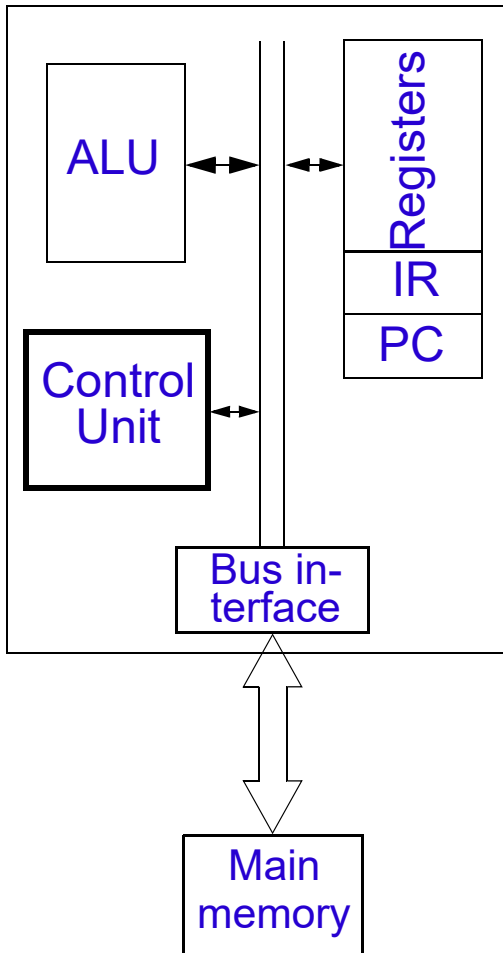 ALU
Registers
IR
PC
Control
Unit
Bus in-
terface
Main
memory